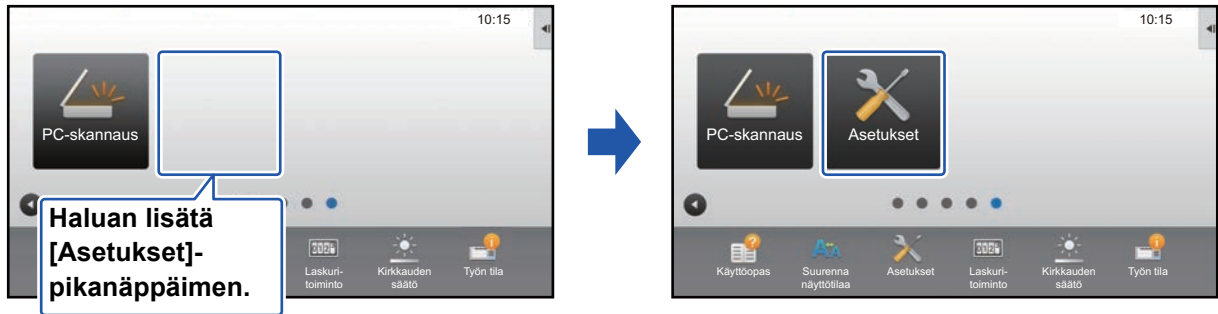 10:15
PC-skannaus
Haluan lisätä
[Asetukset]-
pikanäppäimen.
Laskuri-
toiminto
Kirkkauden
säätö
Työn tila
10:15
PC-skannaus
Asetukset
Käyttöopas
Suurenna
näyttötilaa
Asetukset
Laskuri-
toiminto
Kirkkauden
säätö
Työn tila